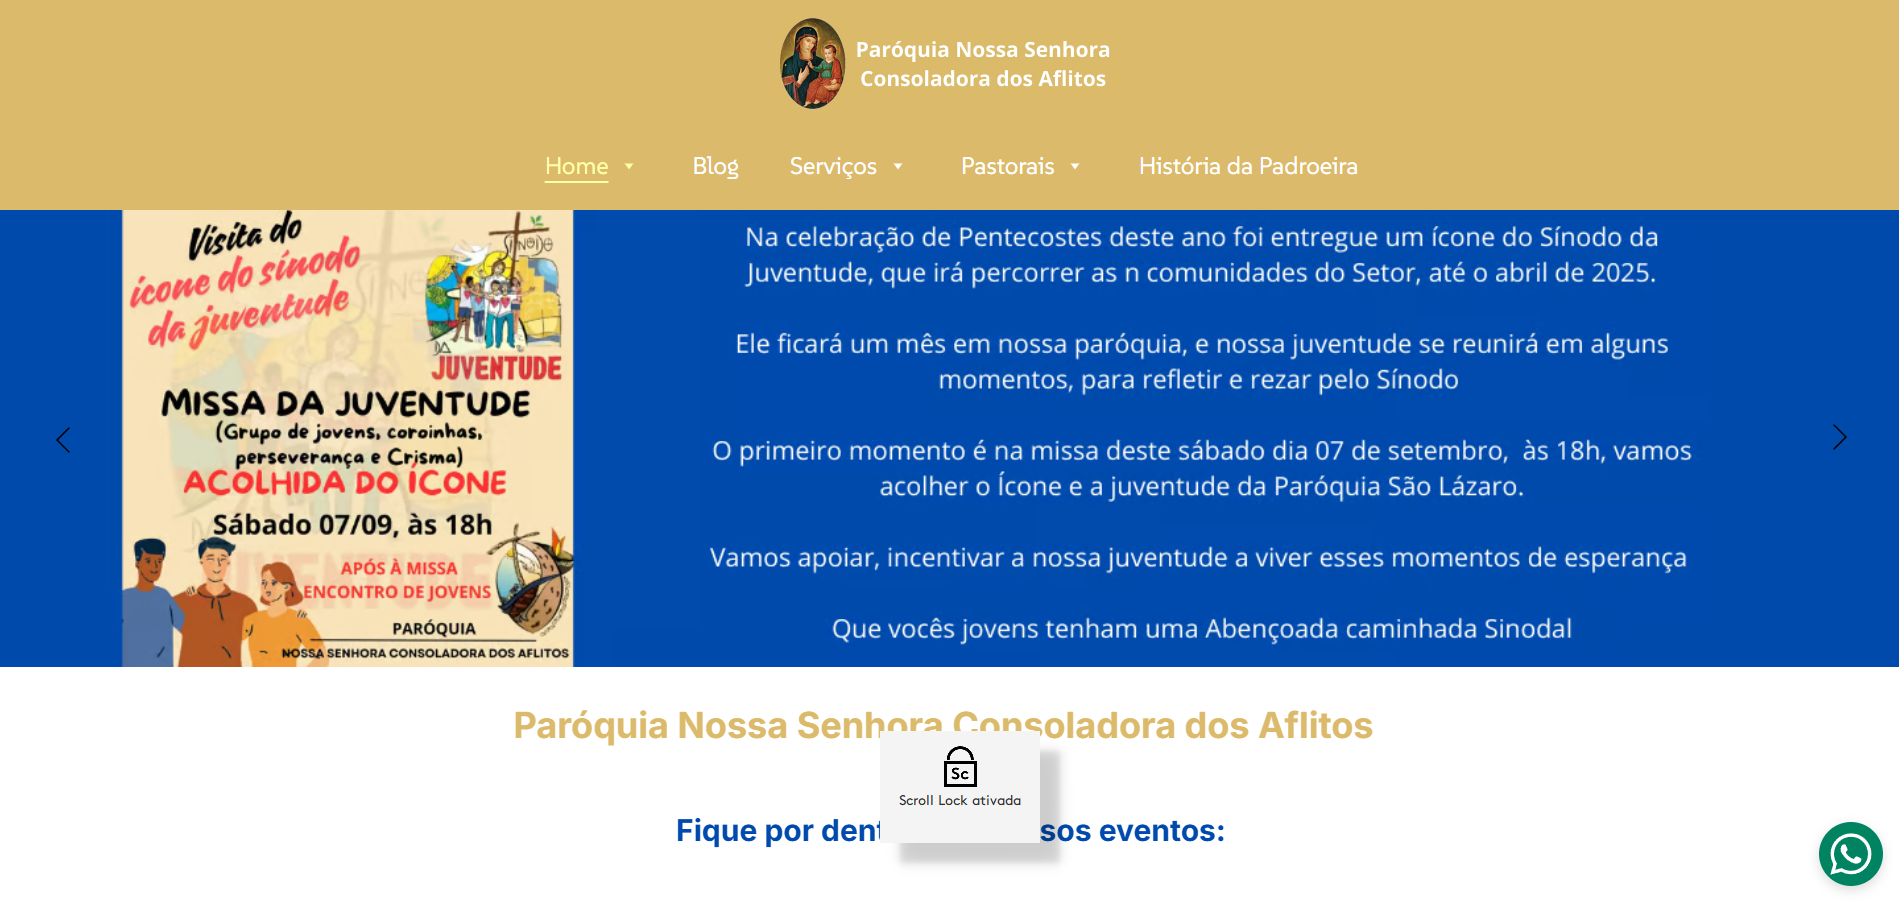 Paróquia Nossa Senhora
Consoladora dos Aflitos
Home
Blog
Serviços
Pastorais
História da Padroeira
Visita do
ícone do sínodo
da juventude
SÍNODO
DA
JUVENTUDE
MISSA DA JUVENTUDE
(Grupo de jovens, coroinhas,
perseverança e Crisma)
ACOLHIDA DO ÍCONE
Sábado 07/09, às 18h
APÓS À MISSA
ENCONTRO DE JOVENS
PARÓQUIA
NOSSA SENHORA CONSOLADORA DOS AFLITOS
Na celebração de Pentecostes deste ano foi entregue um ícone do Sínodo da
Juventude, que irá percorrer as n comunidades do Setor, até o abril de 2025.
Ele ficará um mês em nossa paróquia, e nossa juventude se reunirá em alguns
momentos, para refletir e rezar pelo Sínodo
O primeiro momento é na missa deste sábado dia 07 de setembro,  às 18h, vamos
acolher o Ícone e a juventude da Paróquia São Lázaro.
Vamos apoiar, incentivar a nossa juventude a viver esses momentos de esperança
Que vocês jovens tenham uma Abençoada caminhada Sinodal
Paróquia Nossa Senhora Consoladora dos Aflitos
Sc
Scroll Lock ativada
Fique por eventos: